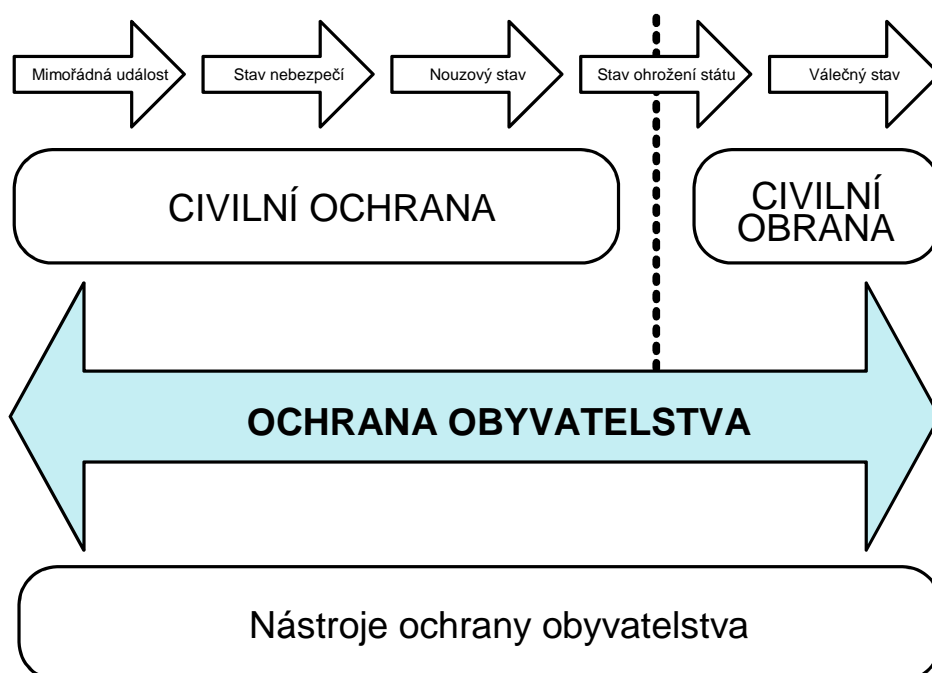 Mimořádná událost
Stav nebezpečí
Nouzový stav
Stav ohrožení státu
Válečný stav
CIVILNÍ OCHRANA
CIVILNÍ
OBRANA
OCHRANA OBYVATELSTVA
Nástroje ochrany obyvatelstva